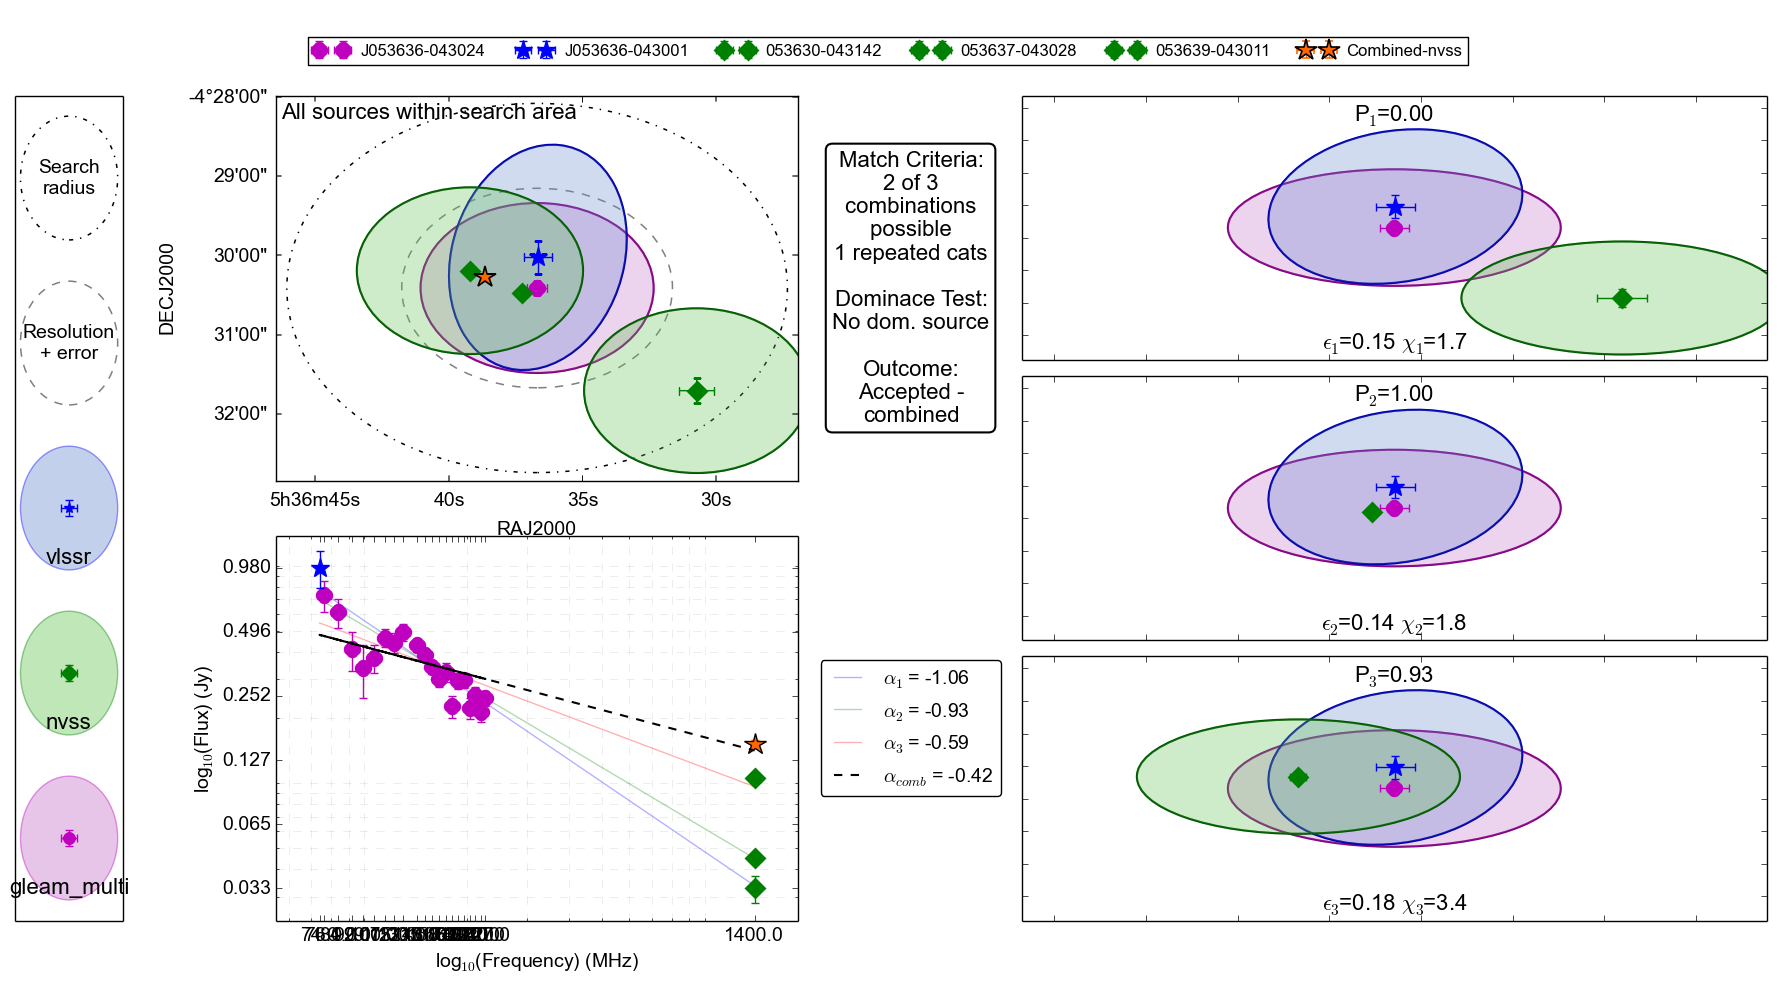 J053636-043024 J053636-043001 053630-043142 053637-043028 053639-043011 Combined-nvss
Search
radius
Resolution
+ error
vlssr
nvss
gleam_multi
All sources within search area
-4°28'00"
29'00"
30'00"
31'00"
32'00"
DECJ2000
5h36m45s 40s 35s 30s
RAJ2000
Match Criteria:
2 of 3
combinations
possible
1 repeated cats
Dominace Test:
No dom. source
Outcome:
Accepted -
combined
P1=0.00
ϵ1=0.15 χ1=1.7
P2=1.00
ϵ2=0.14 χ2=1.8
P3=0.93
ϵ3=0.18 χ3=3.4
0.980
0.496
0.252
0.127
0.065
0.033
log10(Flux) (Jy)
1400.0
log10(Frequency) (MHz)
α1 = -1.06
α2 = -0.93
α3 = -0.59
αcomb = -0.42